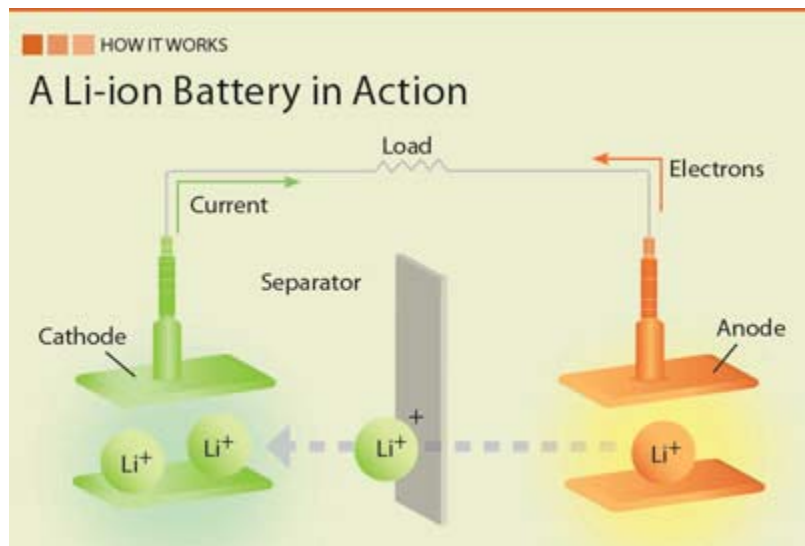 HOW IT WORKS
A Li-ion Battery in Action
Load
Electrons
Current
Separator
Cathode
Anode
+
Li+
Li+
Li+
Li+